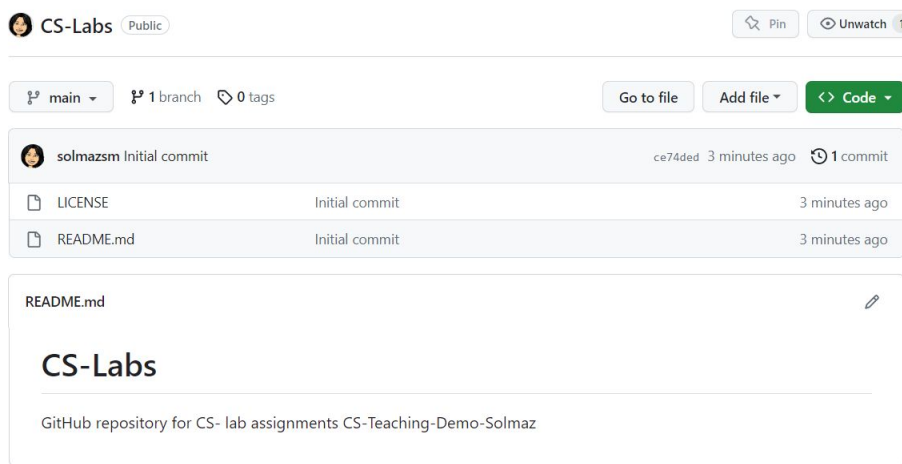 CS-Labs Public Pin Unwatch 1
main 1 branch 0 tags Go to file Add file Code
solmazsm Initial commit ce74ded 3 minutes ago 1 commit
LICENSE Initial commit 3 minutes ago
README.md Initial commit 3 minutes ago
README.md
CS-Labs
GitHub repository for CS- lab assignments CS-Teaching-Demo-Solmaz